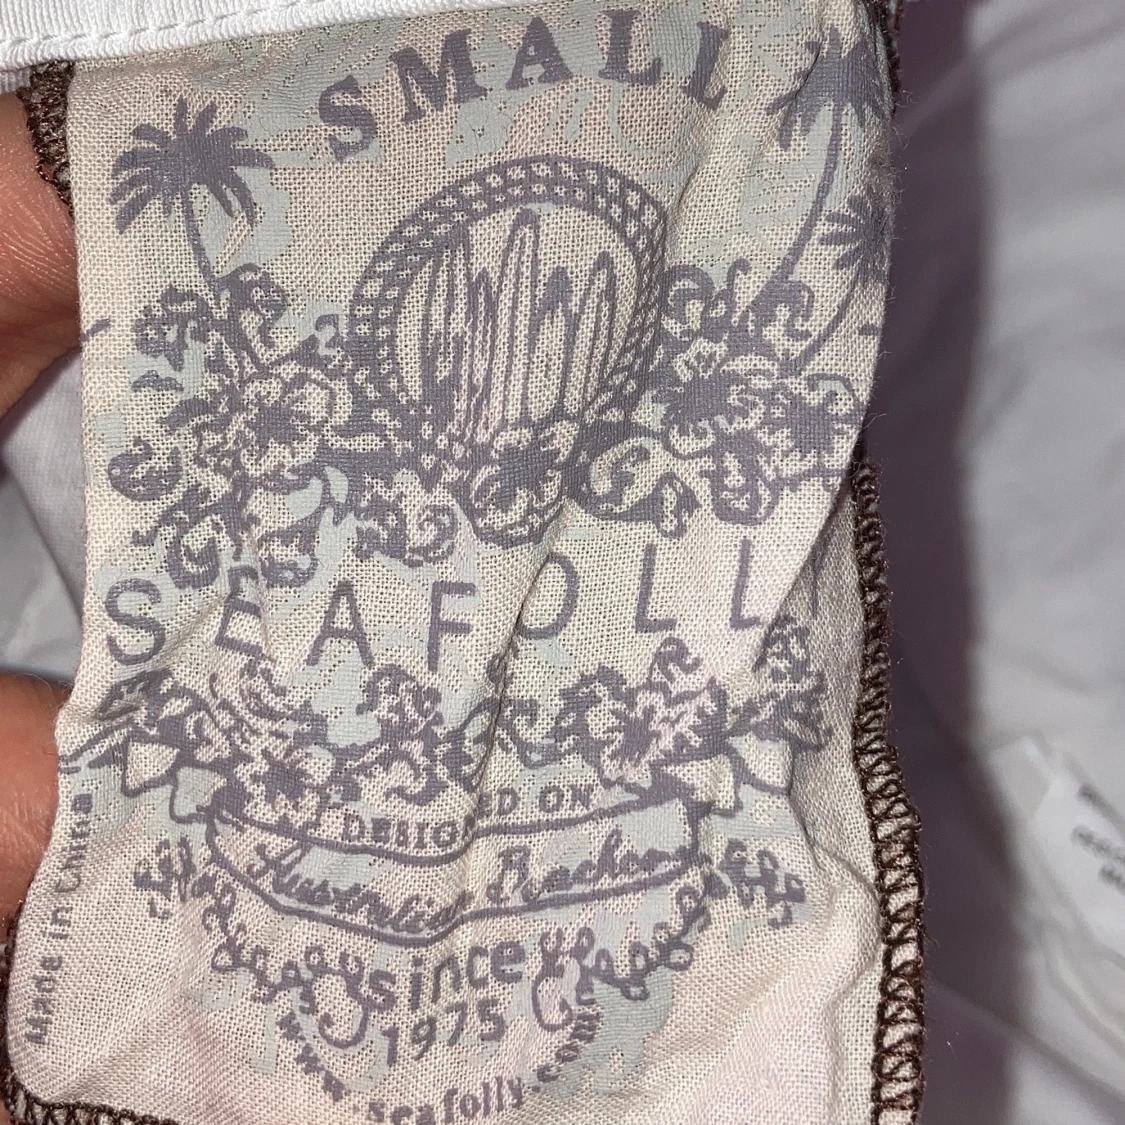 SMALL
SEAFOLLY
DESIGNED ON
Australian Beaches
since
1975
www.seafolly.com
Made in China